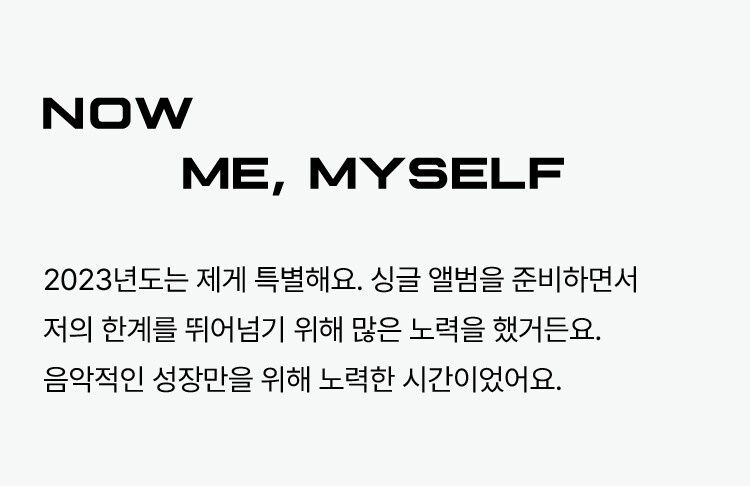 NOW
ME, MYSELF
2023년도는 제게 특별해요. 싱글 앨범을 준비하면서
저의 한계를 뛰어넘기 위해 많은 노력을 했거든요.
음악적인 성장만을 위해 노력한 시간이었어요.